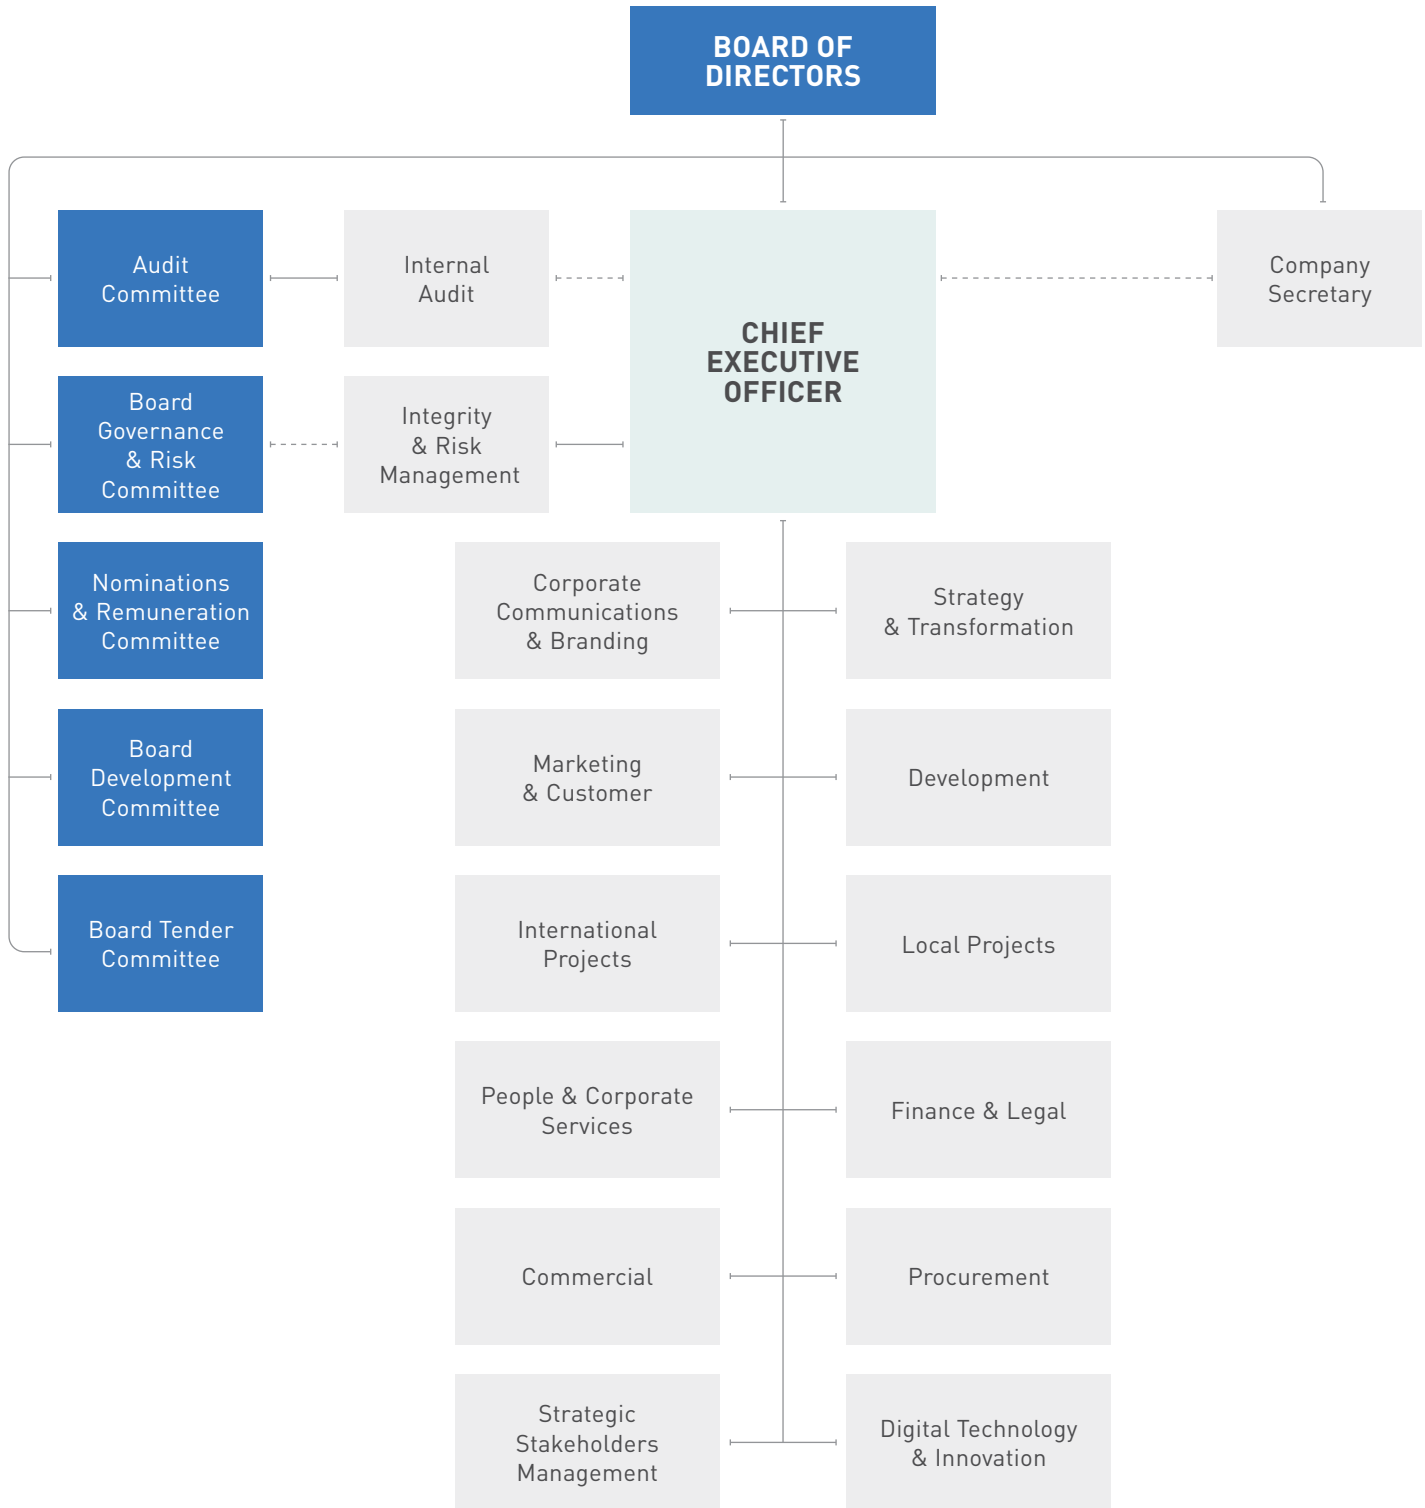 BOARD OF
DIRECTORS
Audit
Committee
Internal
Audit
CHIEF
EXECUTIVE
OFFICER
Company
Secretary
Board
Governance
& Risk
Committee
Integrity
& Risk
Management
Nominations
& Remuneration
Committee
Corporate
Communications
& Branding
Strategy
& Transformation
Board
Development
Committee
Marketing
& Customer
Development
Board Tender
Committee
International
Projects
Local Projects
People & Corporate
Services
Finance & Legal
Commercial
Procurement
Strategic
Stakeholders
Management
Digital Technology
& Innovation